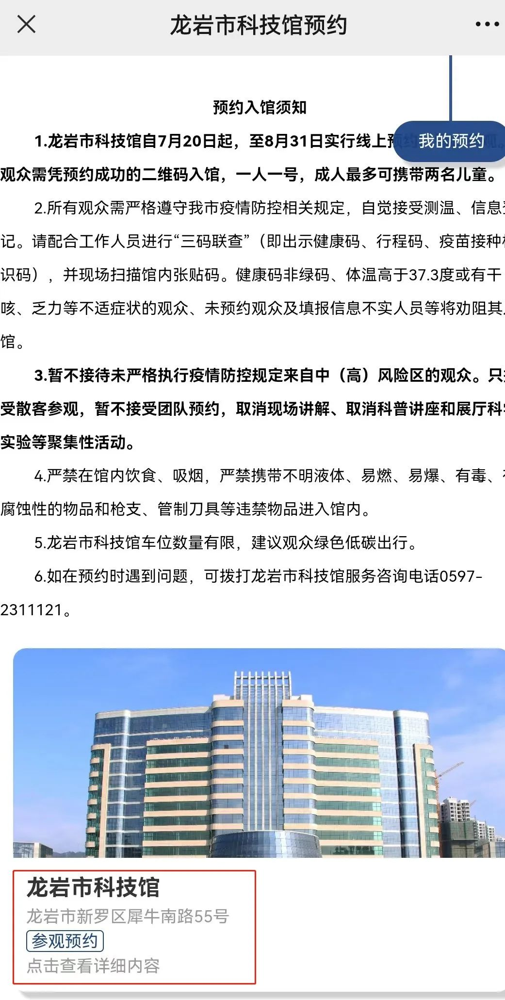 龙岩市科技馆预约
预约入馆须知
1.龙岩市科技馆自7月20日起，至8月31日实行线上预约
我的预约
观众需凭预约成功的二维码入馆，一人一号，成人最多可携带两名儿童。
2.所有观众需严格遵守我市疫情防控相关规定，自觉接受测温、信息
记。请配合工作人员进行“三码联查”（即出示健康码、行程码、疫苗接种
识码），并现场扫描馆内张贴码。健康码非绿码、体温高于37.3度或有干
咳、乏力等不适症状的观众、未预约观众及填报信息不实人员等将劝阻其
馆。
3.暂不接待未严格执行疫情防控规定来自中（高）风险区的观众。只
受散客参观，暂不接受团队预约，取消现场讲解、取消科普讲座和展厅科
实验等聚集性活动。
4.严禁在馆内饮食、吸烟，严禁携带不明液体、易燃、易爆、有毒、
腐蚀性的物品和枪支、管制刀具等违禁物品进入馆内。
5.龙岩市科技馆车位数量有限，建议观众绿色低碳出行。
6.如在预约时遇到问题，可拨打龙岩市科技馆服务咨询电话0597-
2311121。
龙岩市科技馆
龙岩市新罗区犀牛南路55号
参观预约
点击查看详细内容